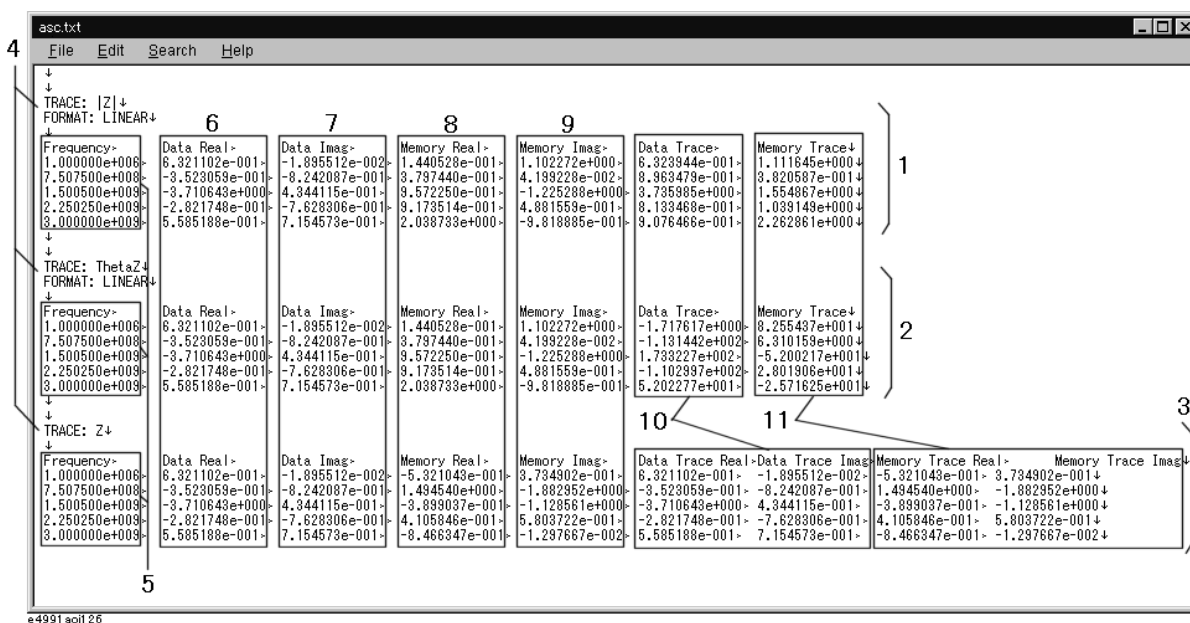 asc.txt
4
File Edit Search Help
↓
↓
TRACE: |Z|↓
FORMAT: LINEAR↓
6 7 8 9
↓
Frequency> Data Real> Data Imag> Memory Real> Memory Imag> Data Trace> Memory Trace↓
1.000000e+006> 6.321102e-001> -1.895512e-002> 1.440528e-001> 1.102272e+000> 6.323944e-001> 1.111645e+000↓
7.507500e+008> -3.523059e-001> -8.242087e-001> 3.797440e-001> 4.199228e-002> 8.963479e-001> 3.820587e-001↓
1.500500e+009> -3.710643e+000> 4.344115e-001> 9.572250e-001> -1.225288e+000> 3.735985e+000> 1.554867e+000↓
2.250250e+009> -2.821748e-001> -7.628306e-001> 9.173514e-001> 4.881559e-001> 8.133468e-001> 1.039149e+000↓
3.000000e+009> 5.585188e-001> 7.154573e-001> 2.038733e+000> -9.818885e-001> 9.076466e-001> 2.262861e+000↓
1
↓
↓
TRACE: ThetaZ↓
FORMAT: LINEAR↓
↓
Frequency> Data Real> Data Imag> Memory Real> Memory Imag> Data Trace> Memory Trace↓
1.000000e+006> 6.321102e-001> -1.895512e-002> 1.440528e-001> 1.102272e+000> -1.717617e+000> 8.255437e+001↓
7.507500e+008> -3.523059e-001> -8.242087e-001> 3.797440e-001> 4.199228e-002> -1.131442e+002> 6.310159e+000↓
1.500500e+009> -3.710643e+000> 4.344115e-001> 9.572250e-001> -1.225288e+000> 1.733227e+002> -5.200217e+001↓
2.250250e+009> -2.821748e-001> -7.628306e-001> 9.173514e-001> 4.881559e-001> -1.102997e+002> 2.801906e+001↓
3.000000e+009> 5.585188e-001> 7.154573e-001> 2.038733e+000> -9.818885e-001> 5.202277e+001> -2.571625e+001↓
2
↓
↓
TRACE: Z↓
10 11 3
↓
Frequency> Data Real> Data Imag> Memory Real> Memory Imag> Data Trace Real> Data Trace Imag> Memory Trace Real> Memory Trace Imag↓
1.000000e+006> 6.321102e-001> -1.895512e-002> -5.321043e-001> 3.734902e-001> 6.321102e-001> -1.895512e-002> -5.321043e-001> 3.734902e-001↓
7.507500e+008> -3.523059e-001> -8.242087e-001> 1.494540e+000> -1.882952e+000> -3.523059e-001> -8.242087e-001> 1.494540e+000> -1.882952e+000↓
1.500500e+009> -3.710643e+000> 4.344115e-001> -3.899037e-001> -1.128561e+000> -3.710643e+000> 4.344115e-001> -3.899037e-001> -1.128561e+000↓
2.250250e+009> -2.821748e-001> -7.628306e-001> 4.105846e-001> 5.803722e-001> -2.821748e-001> -7.628306e-001> 4.105846e-001> 5.803722e-001↓
3.000000e+009> 5.585188e-001> 7.154573e-001> -8.466347e-001> -1.297667e-002> 5.585188e-001> 7.154573e-001> -8.466347e-001> -1.297667e-002↓
5
e4991aoj126